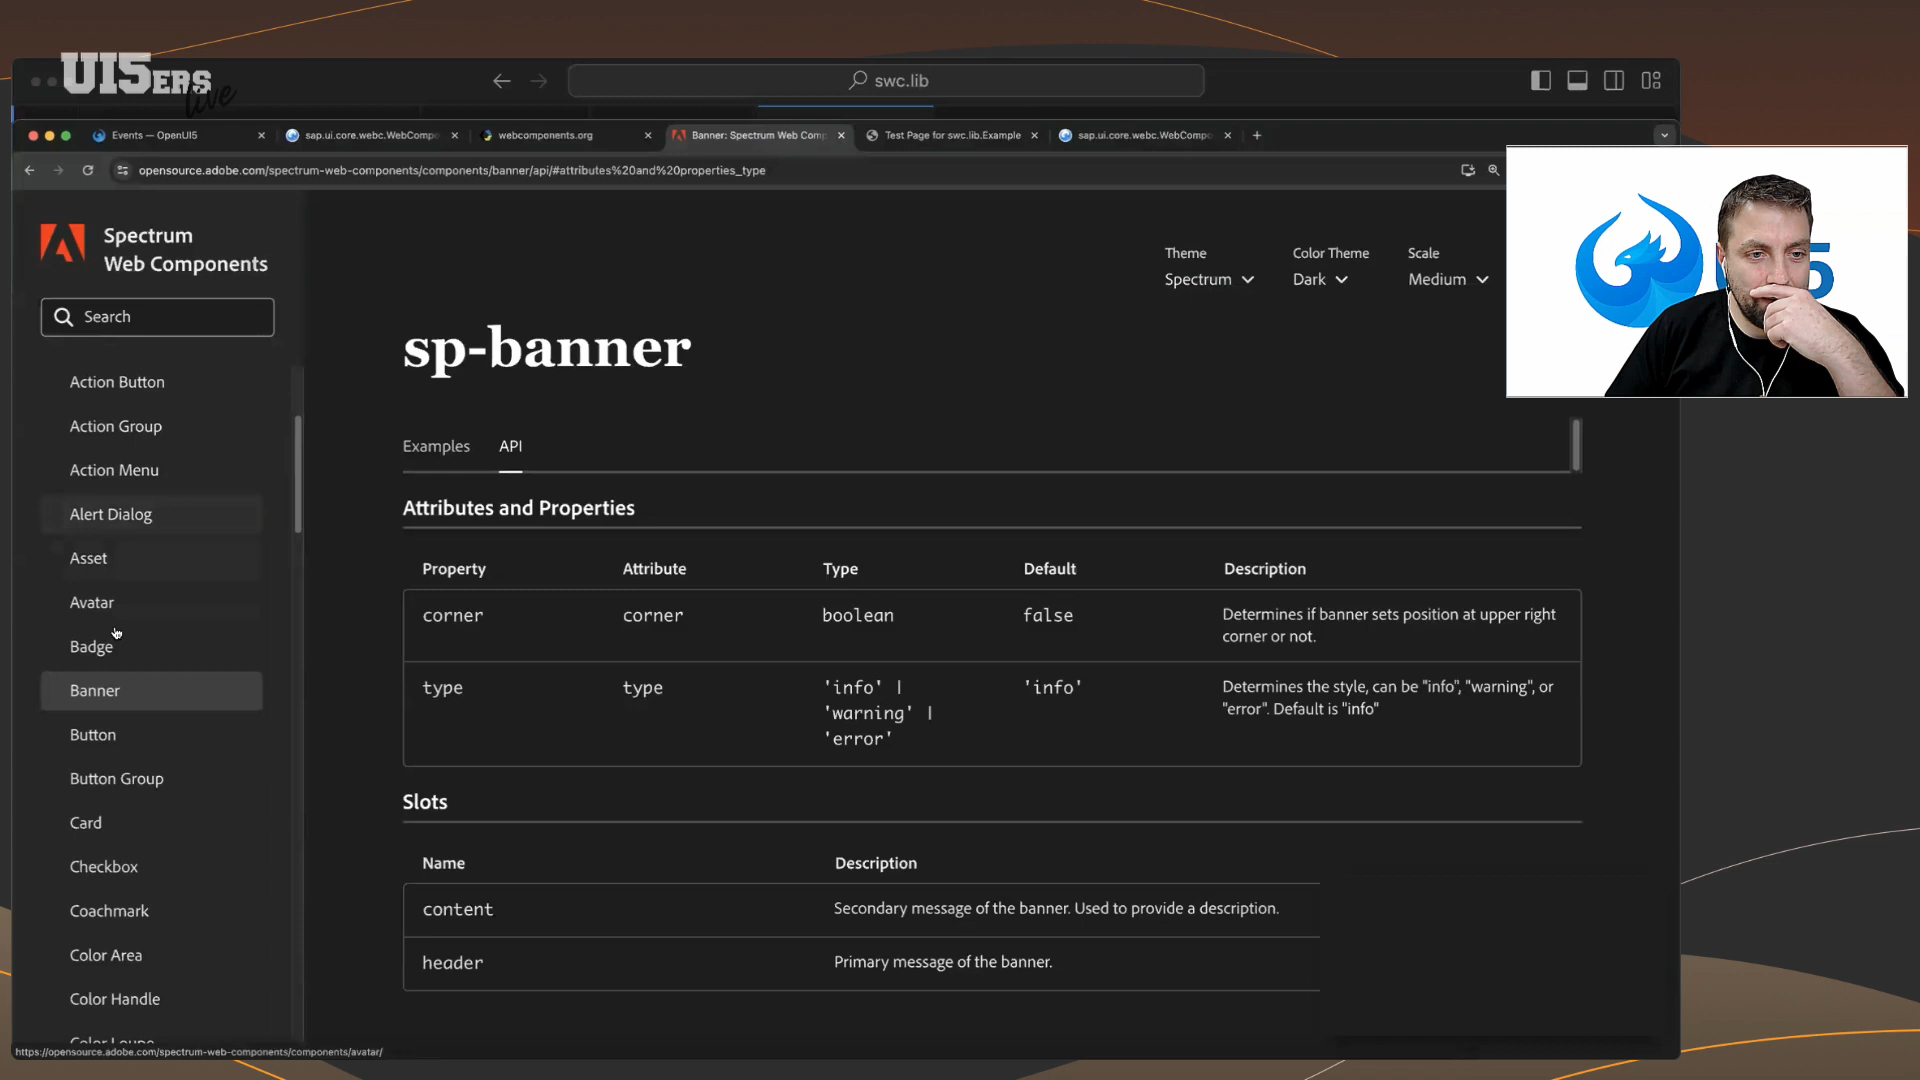 UI5ers
live
swc.lib
Events — OpenUI5
sap.ui.core.webc.WebCompo
webcomponents.org
Banner: Spectrum Web Comp
Test Page for swc.lib.Example
sap.ui.core.webc.WebCompo
opensource.adobe.com/spectrum-web-components/components/banner/api/#attributes%20and%20properties_type
Spectrum
Web Components
Search
Action Button
Action Group
Action Menu
Alert Dialog
Asset
Avatar
Badge
Banner
Button
Button Group
Card
Checkbox
Coachmark
Color Area
Color Handle
Color Loupe
https://opensource.adobe.com/spectrum-web-components/components/avatar/
Theme
Spectrum
Color Theme
Dark
Scale
Medium
sp-banner
Examples
API
Attributes and Properties
Property Attribute Type Default Description
corner corner boolean false Determines if banner sets position at upper right
corner or not.
type type 'info' | 'info' Determines the style, can be "info", "warning", or
'warning' | "error". Default is "info"
'error'
Slots
Name Description
content Secondary message of the banner. Used to provide a description.
header Primary message of the banner.
5